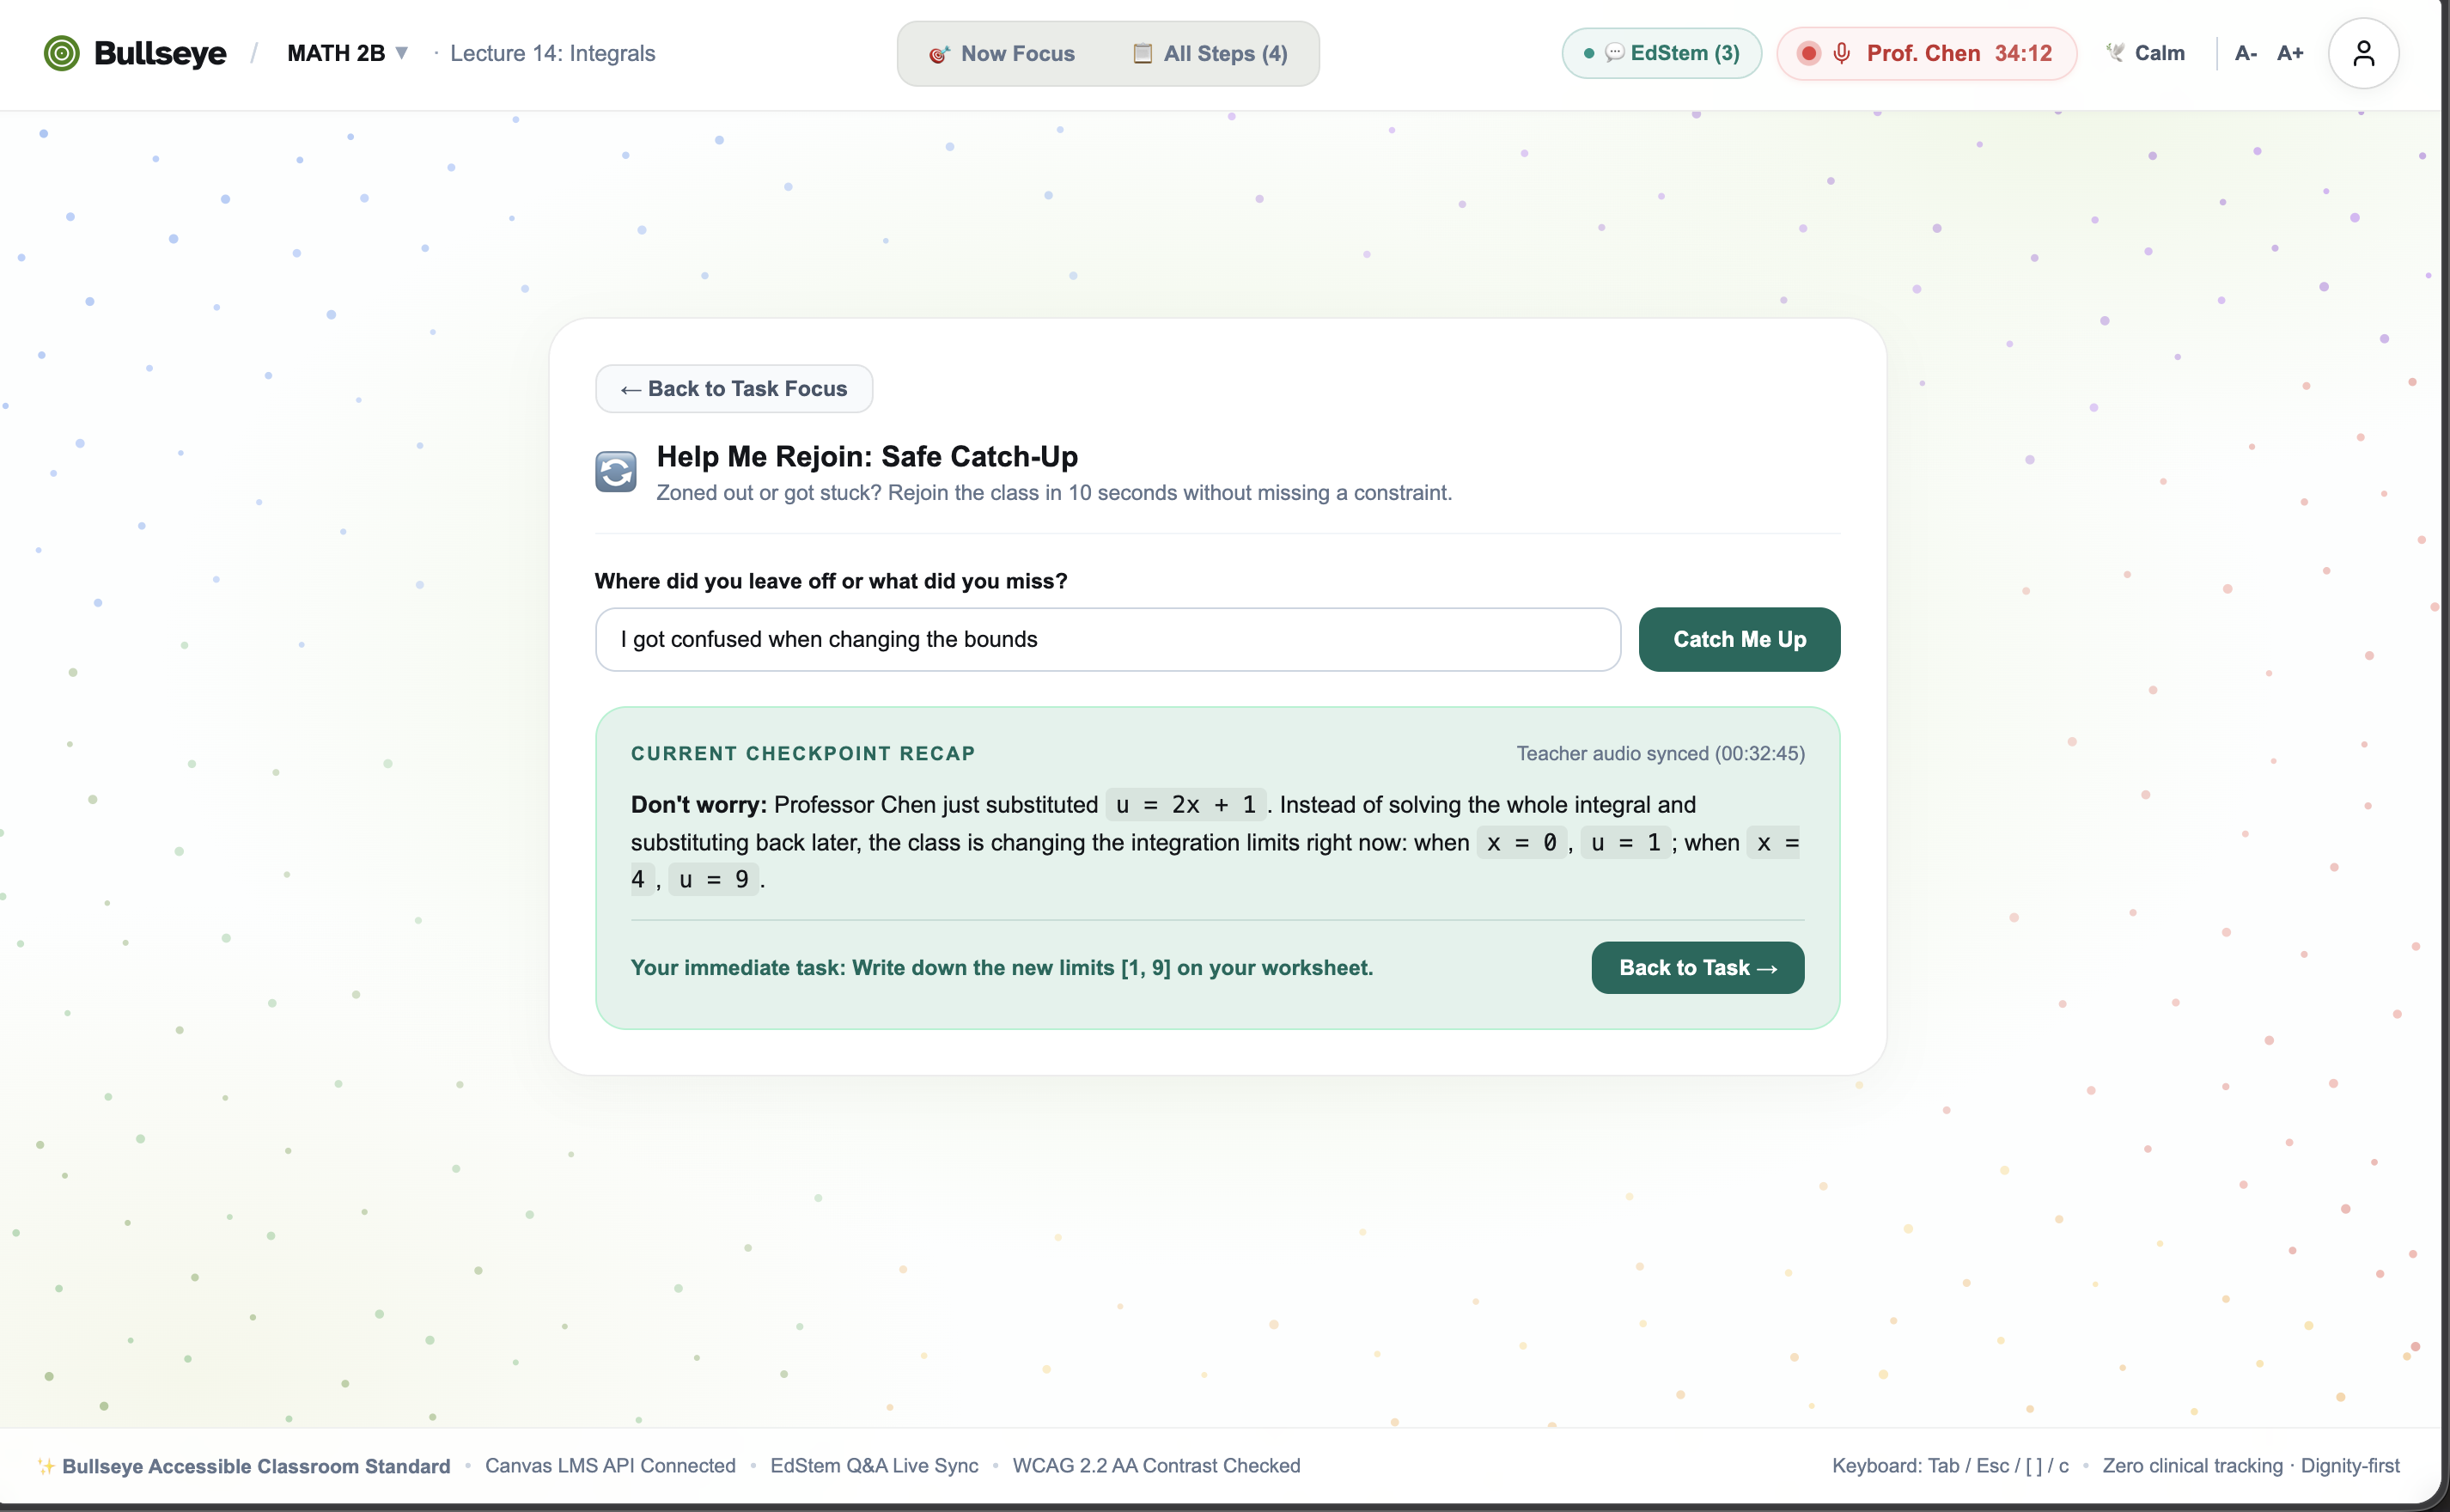 Bullseye / MATH 2B ▼ · Lecture 14: Integrals
🎯 Now Focus 📋 All Steps (4)
💬 EdStem (3) Prof. Chen 34:12 🕊️ Calm A- A+
← Back to Task Focus
Help Me Rejoin: Safe Catch-Up
Zoned out or got stuck? Rejoin the class in 10 seconds without missing a constraint.
Where did you leave off or what did you miss?
I got confused when changing the bounds
Catch Me Up
CURRENT CHECKPOINT RECAP
Teacher audio synced (00:32:45)
Don't worry: Professor Chen just substituted u = 2x + 1. Instead of solving the whole integral and
substituting back later, the class is changing the integration limits right now: when x = 0, u = 1; when x =
4, u = 9.
Your immediate task: Write down the new limits [1, 9] on your worksheet.
Back to Task →
✨ Bullseye Accessible Classroom Standard • Canvas LMS API Connected • EdStem Q&A Live Sync • WCAG 2.2 AA Contrast Checked
Keyboard: Tab / Esc / [ ] / c • Zero clinical tracking · Dignity-first